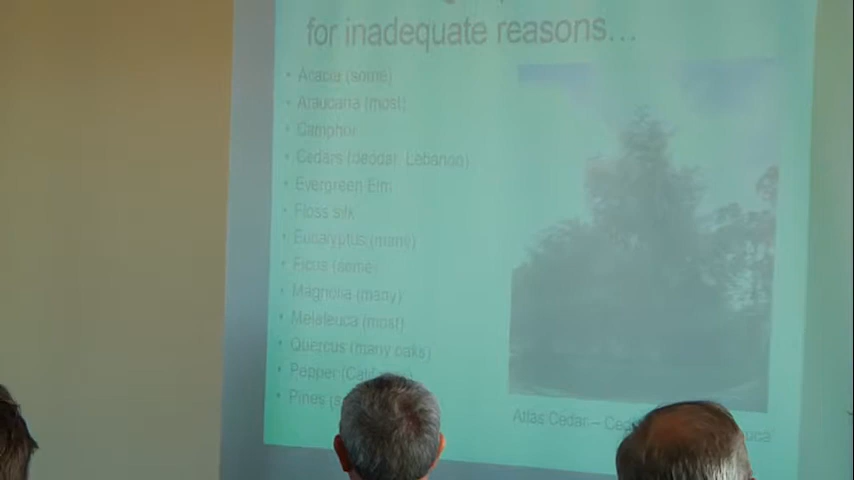 for inadequate reasons…
• Acacia (some)
• Araucaria (most)
• Camphor
• Cedars (deodar, Lebanon)
• Evergreen Elm
• Floss silk
• Eucalyptus (many)
• Ficus (some)
• Magnolia (many)
• Melaleuca (most)
• Quercus (many oaks)
• Pepper
• Pines
Atlas Cedar –